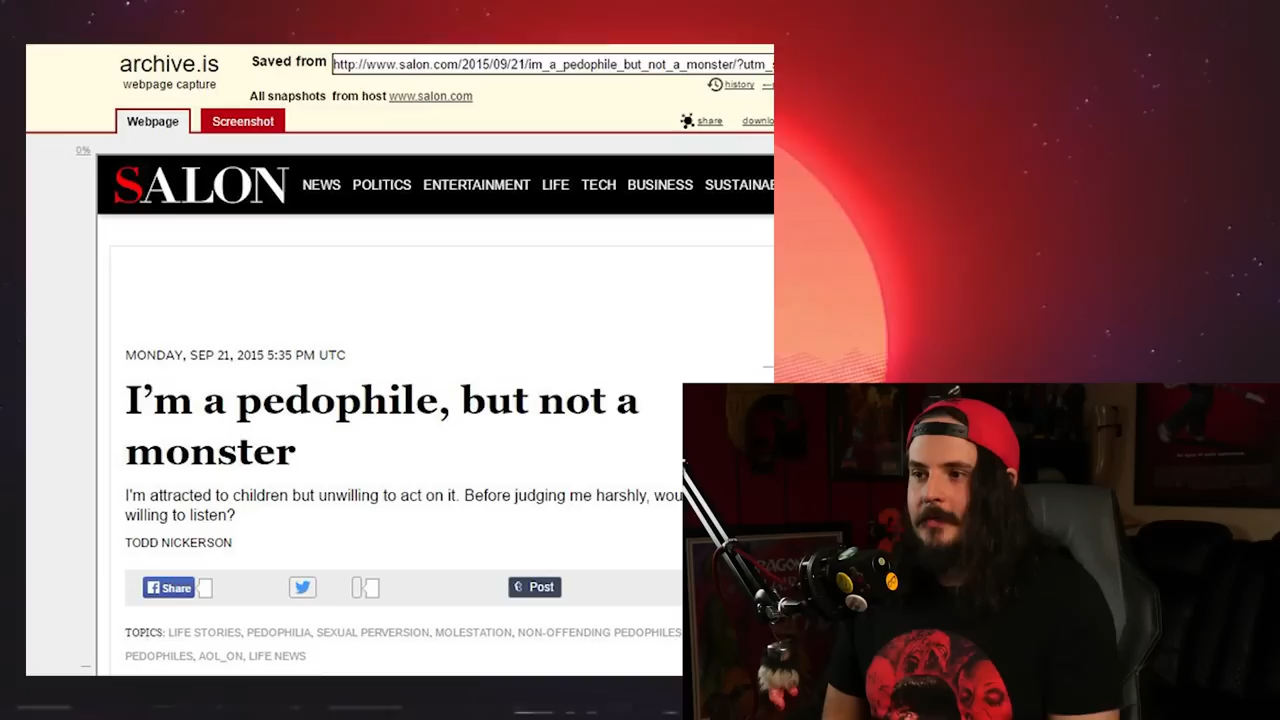 archive.is
webpage capture
Saved from
http://www.salon.com/2015/09/21/im_a_pedophile_but_not_a_monster/?utm_
history
All snapshots from host www.salon.com
Webpage
Screenshot
share
downlo
0%
SALON
NEWS POLITICS ENTERTAINMENT LIFE TECH BUSINESS SUSTAINAB
MONDAY, SEP 21, 2015 5:35 PM UTC
I'm a pedophile, but not a
monster
I'm attracted to children but unwilling to act on it. Before judging me harshly, wou
willing to listen?
TODD NICKERSON
Share
Post
TOPICS: LIFE STORIES, PEDOPHILIA, SEXUAL PERVERSION, MOLESTATION, NON-OFFENDING PEDOPHILES
PEDOPHILES, AOL_ON, LIFE NEWS